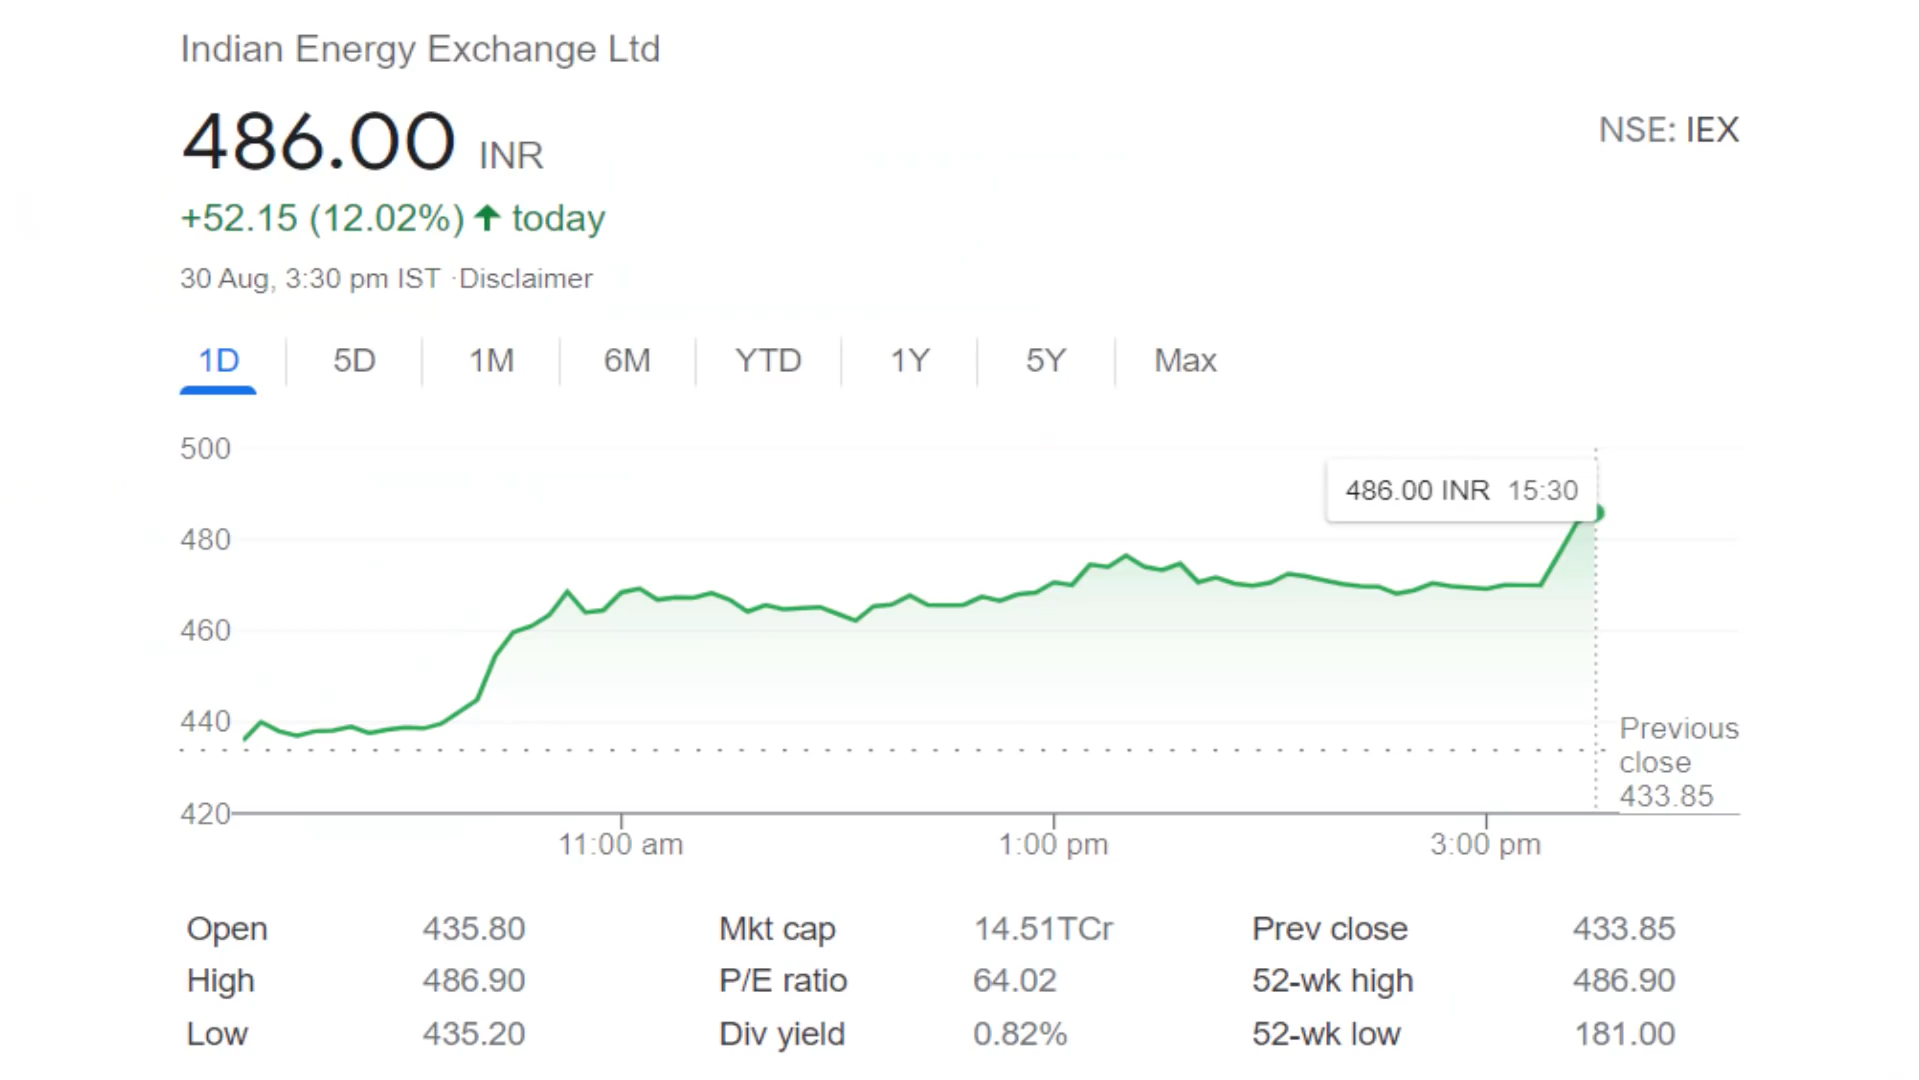 Indian Energy Exchange Ltd
486.00 INR
NSE: IEX
+52.15 (12.02%) ↑ today
30 Aug, 3:30 pm IST ·Disclaimer
1D 5D 1M 6M YTD 1Y 5Y Max
500
486.00 INR 15:30
480
460
440
Previous
close
433.85
420
11:00 am 1:00 pm 3:00 pm
Open 435.80 Mkt cap 14.51TCr Prev close 433.85
High 486.90 P/E ratio 64.02 52-wk high 486.90
Low 435.20 Div yield 0.82% 52-wk low 181.00